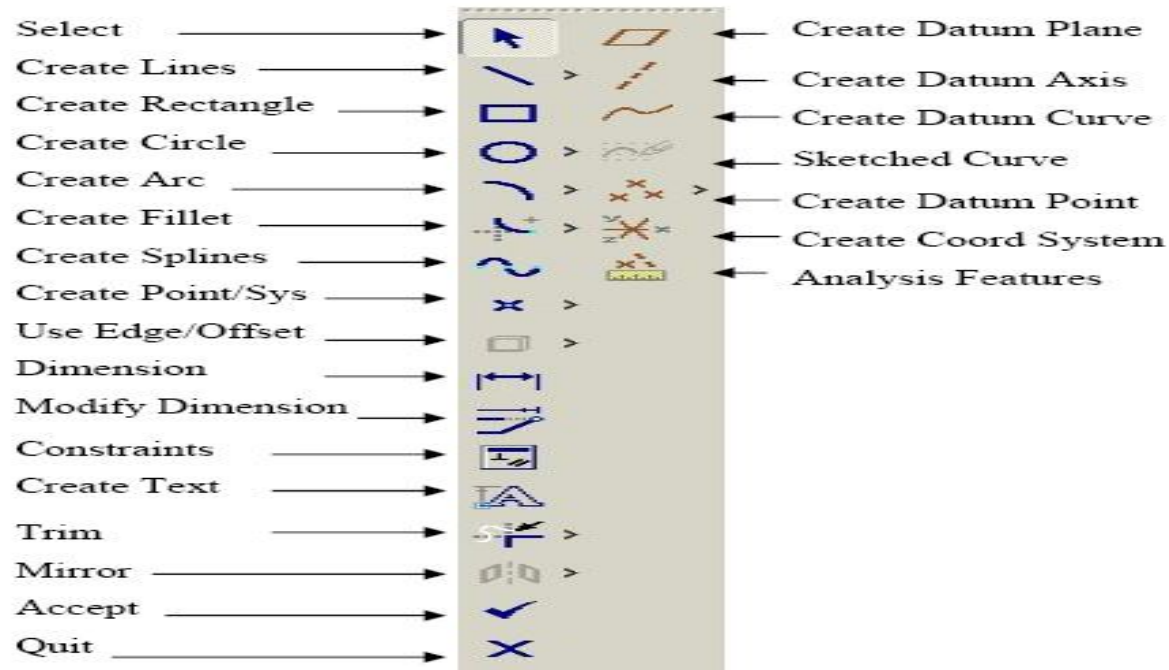 Select
Create Lines
Create Rectangle
Create Circle
Create Arc
Create Fillet
Create Splines
Create Point/Sys
Use Edge/Offset
Dimension
Modify Dimension
Constraints
Create Text
Trim
Mirror
Accept
Quit
Create Datum Plane
Create Datum Axis
Create Datum Curve
Sketched Curve
Create Datum Point
Create Coord System
Analysis Features